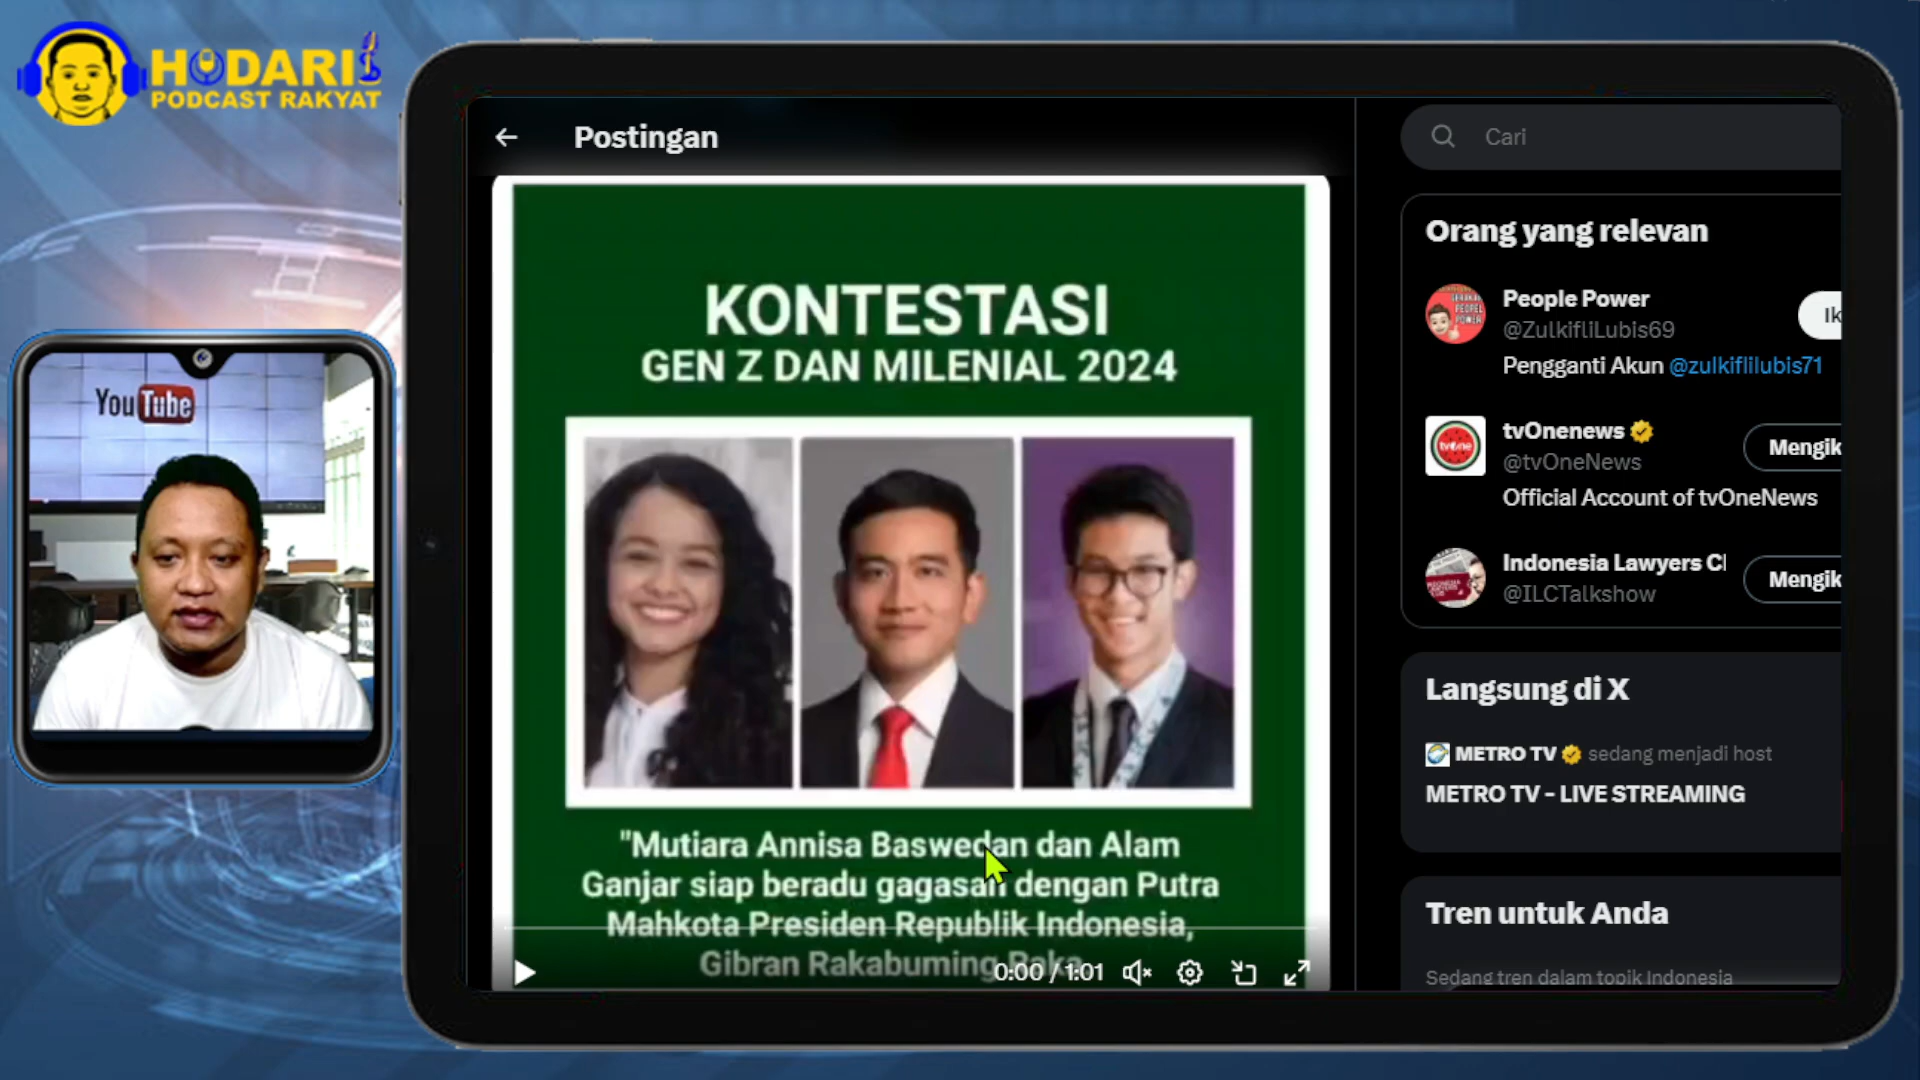 HODARI
PODCAST RAKYAT
YouTube
Postingan
KONTESTASI
GEN Z DAN MILENIAL 2024
"Mutiara Annisa Baswedan dan Alam
Ganjar siap beradu gagasan dengan Putra
Mahkota Presiden Republik Indonesia,
Gibran Rakabuming Raka
0:00 / 1:01
Cari
Orang yang relevan
People Power
@ZulkifliLubis69
Ik
Pengganti Akun @zulkiflilubis71
tvOne
tvOnenews
@tvOneNews
Mengik
Official Account of tvOneNews
Indonesia Lawyers Cl
@ILCTalkshow
Mengik
Langsung di X
METRO TV sedang menjadi host
METRO TV - LIVE STREAMING
Tren untuk Anda
Sedang tren dalam topik Indonesia